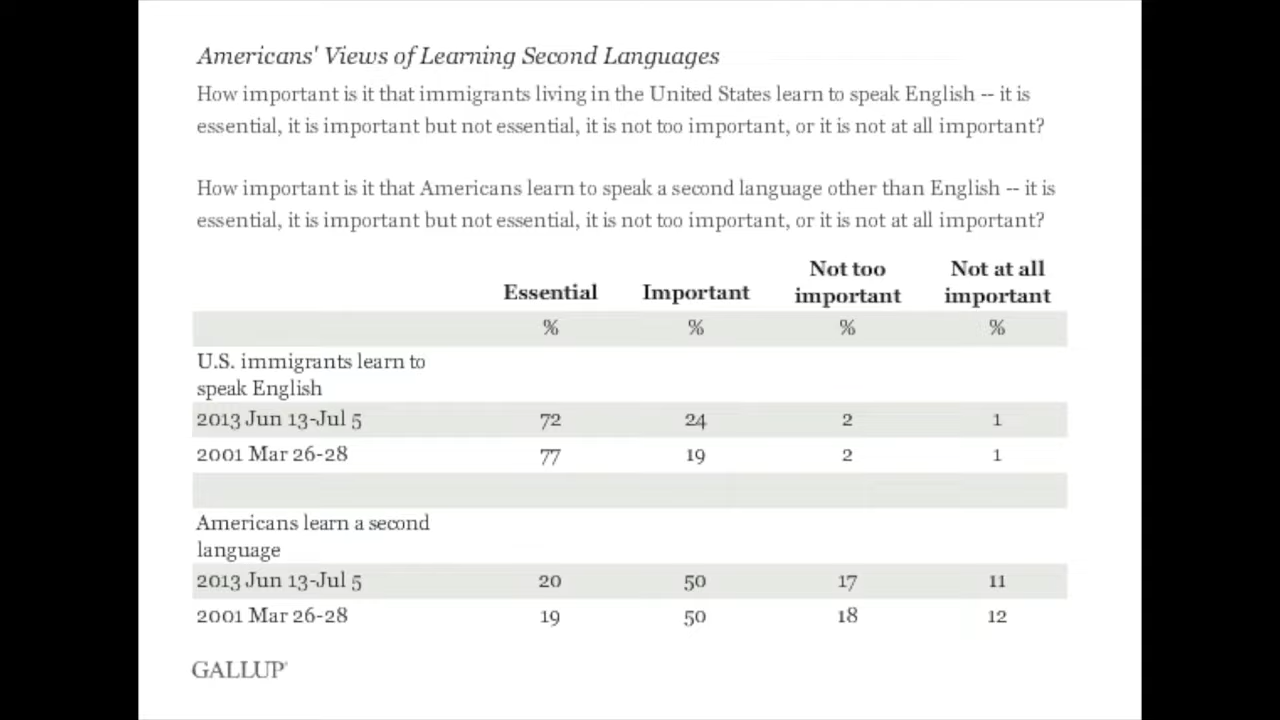 Americans' Views of Learning Second Languages
How important is it that immigrants living in the United States learn to speak English -- it is
essential, it is important but not essential, it is not too important, or it is not at all important?
How important is it that Americans learn to speak a second language other than English -- it is
essential, it is important but not essential, it is not too important, or it is not at all important?
Essential Important Not too important Not at all important
% % % %
U.S. immigrants learn to
speak English
2013 Jun 13-Jul 5 72 24 2 1
2001 Mar 26-28 77 19 2 1
Americans learn a second
language
2013 Jun 13-Jul 5 20 50 17 11
2001 Mar 26-28 19 50 18 12
GALLUP®